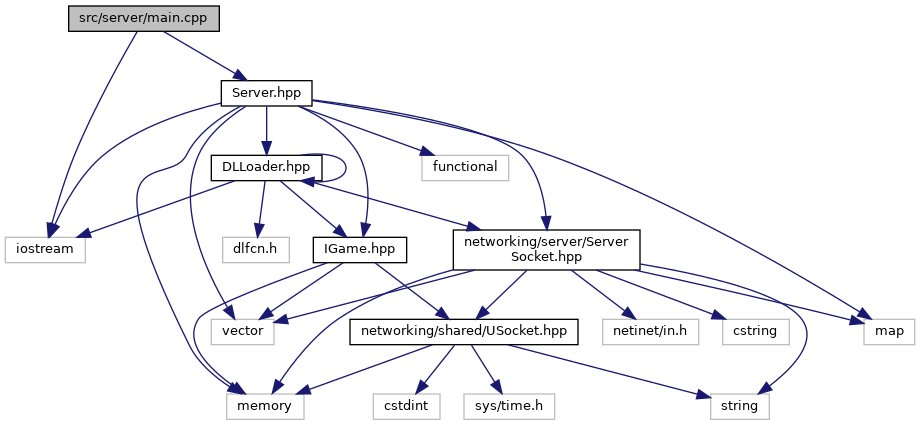 src/server/main.cpp
Server.hpp
DLLoader.hpp
functional
iostream
dlfcn.h
IGame.hpp
networking/server/Server
Socket.hpp
vector
networking/shared/USocket.hpp
netinet/in.h
cstring
map
memory
cstdint
sys/time.h
string